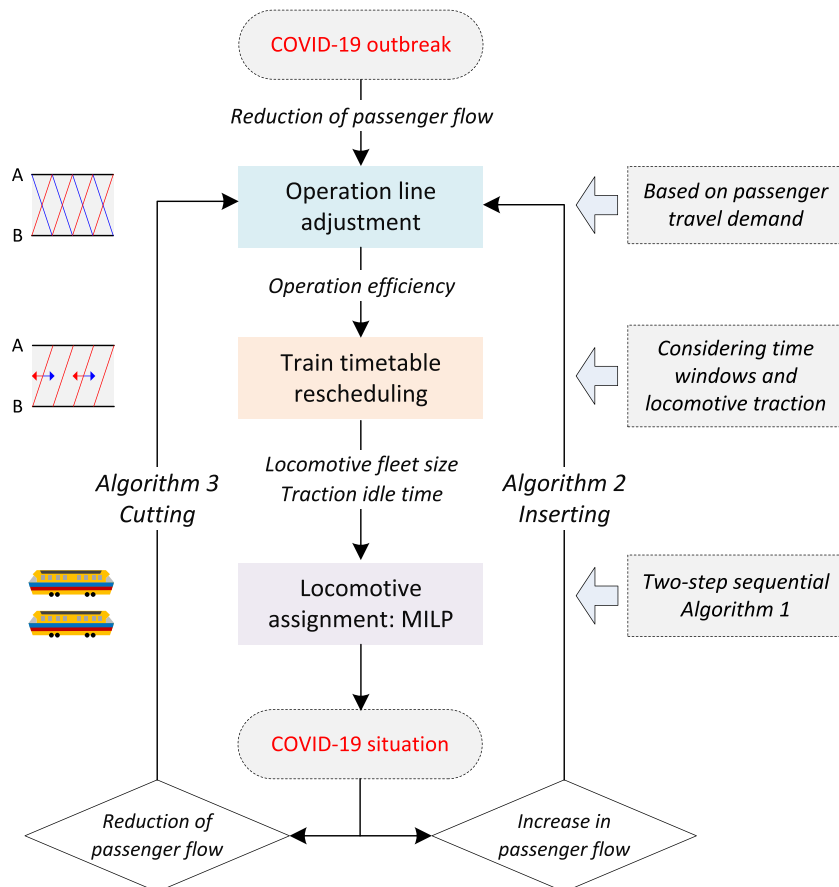 COVID-19 outbreak
Reduction of passenger flow
A
B
Operation line
adjustment
Based on passenger
travel demand
Operation efficiency
A
B
Train timetable
rescheduling
Considering time
windows and
locomotive traction
Locomotive fleet size
Traction idle time
Algorithm 3
Cutting
Algorithm 2
Inserting
Locomotive
assignment: MILP
Two-step sequential
Algorithm 1
COVID-19 situation
Reduction of
passenger flow
Increase in
passenger flow